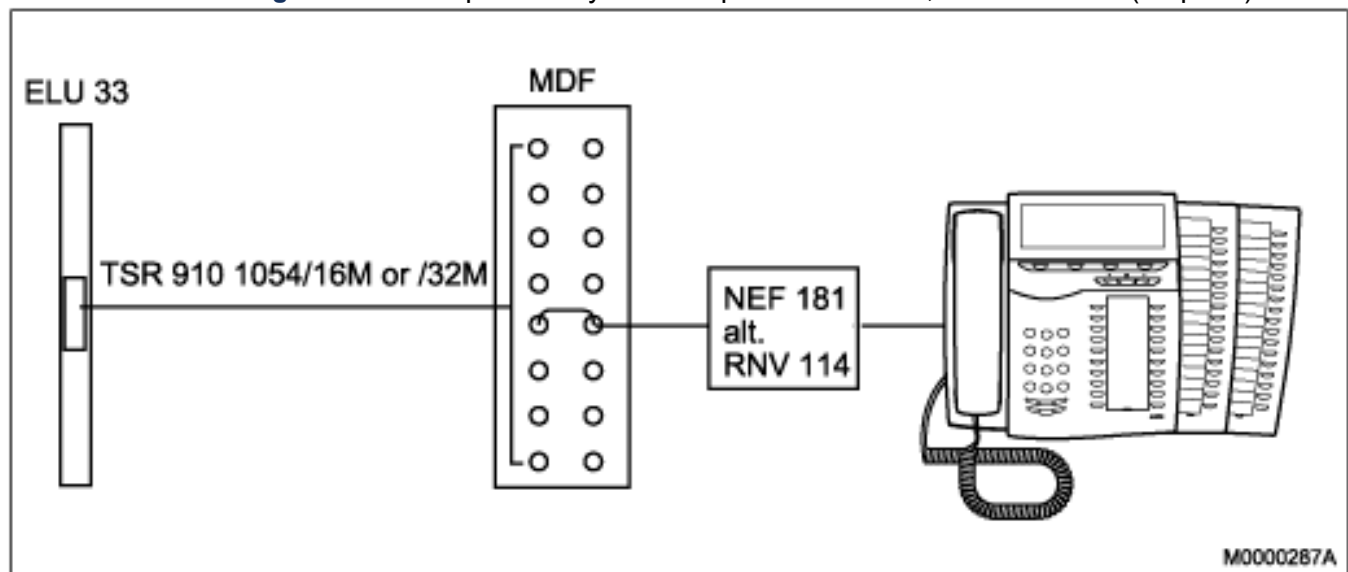 ELU 33
MDF
TSR 910 1054/16M or /32M
NEF 181
alt.
RNV 114
M0000287A